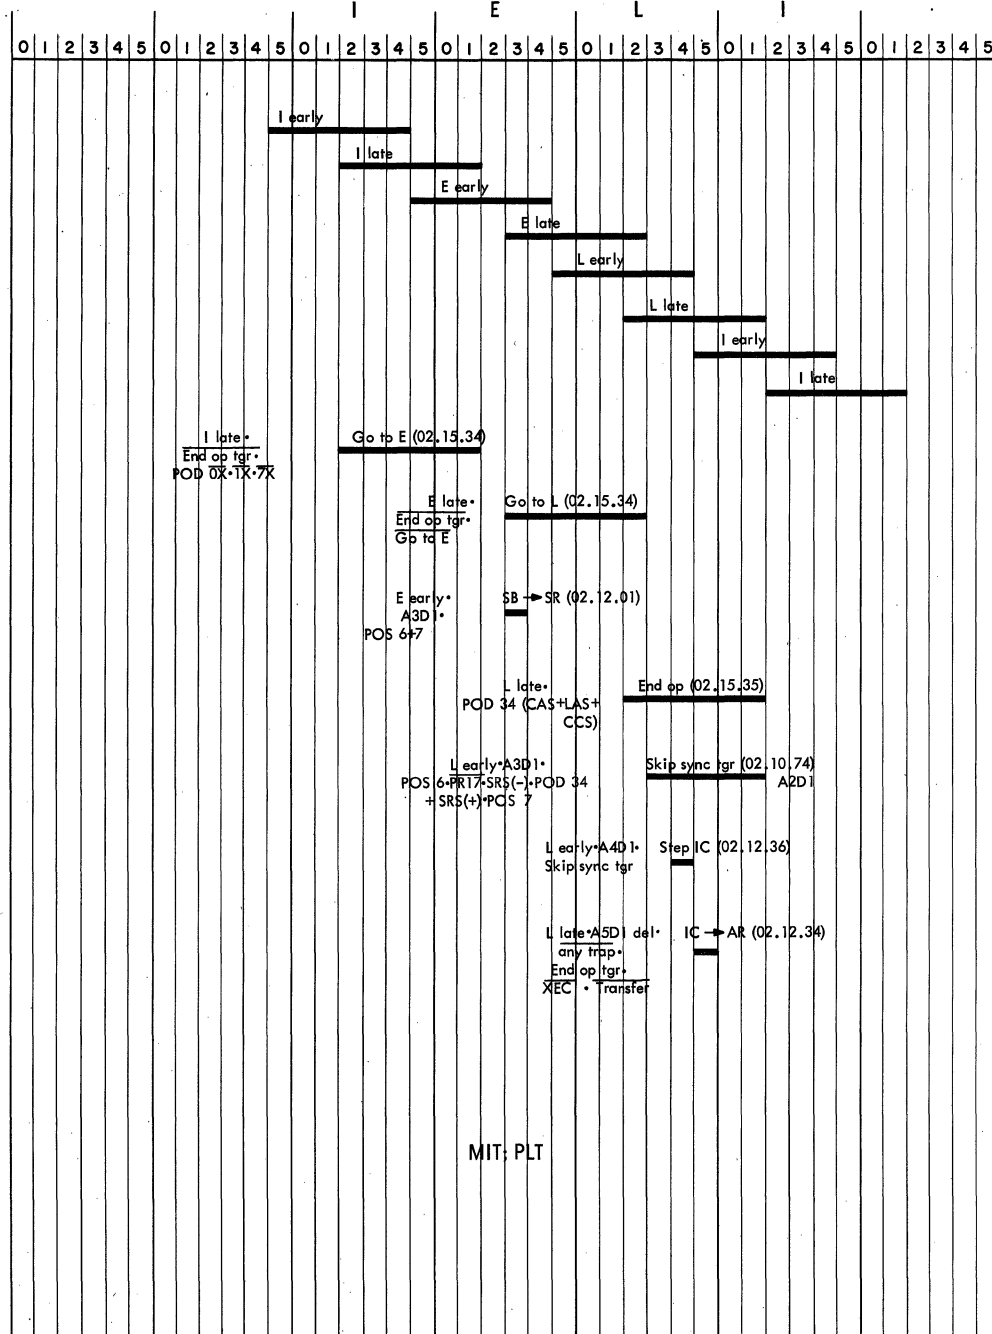 I E L I
0 1 2 3 4 5 0 1 2 3 4 5 0 1 2 3 4 5 0 1 2 3 4 5 0 1 2 3 4 5 0 1 2 3 4 5 0 1 2 3 4 5
I early
I late
E early
E late
L early
L late
I early
I late
I late•
End op tgr•
POD 0X•1X•7X
Go to E (02.15.34)
E late•
End op tgr•
Go to E
Go to L (02.15.34)
E early•
A3D1•
POS 6+7
SB → SR (02.12.01)
L late•
POD 34 (CAS+LAS+
CCS)
End op (02.15.35)
L early•A3D1•
POS 6•PR17•SRS(-)•POD 34
+ SRS(+)•POS 7
Skip sync tgr (02.10.74)
A2D1
L early•A4D1•
Skip sync tgr
Step IC (02.12.36)
L late•A5D1 del•
any trap•
End op tgr•
XEC • Transfer
IC → AR (02.12.34)
MIT; PLT